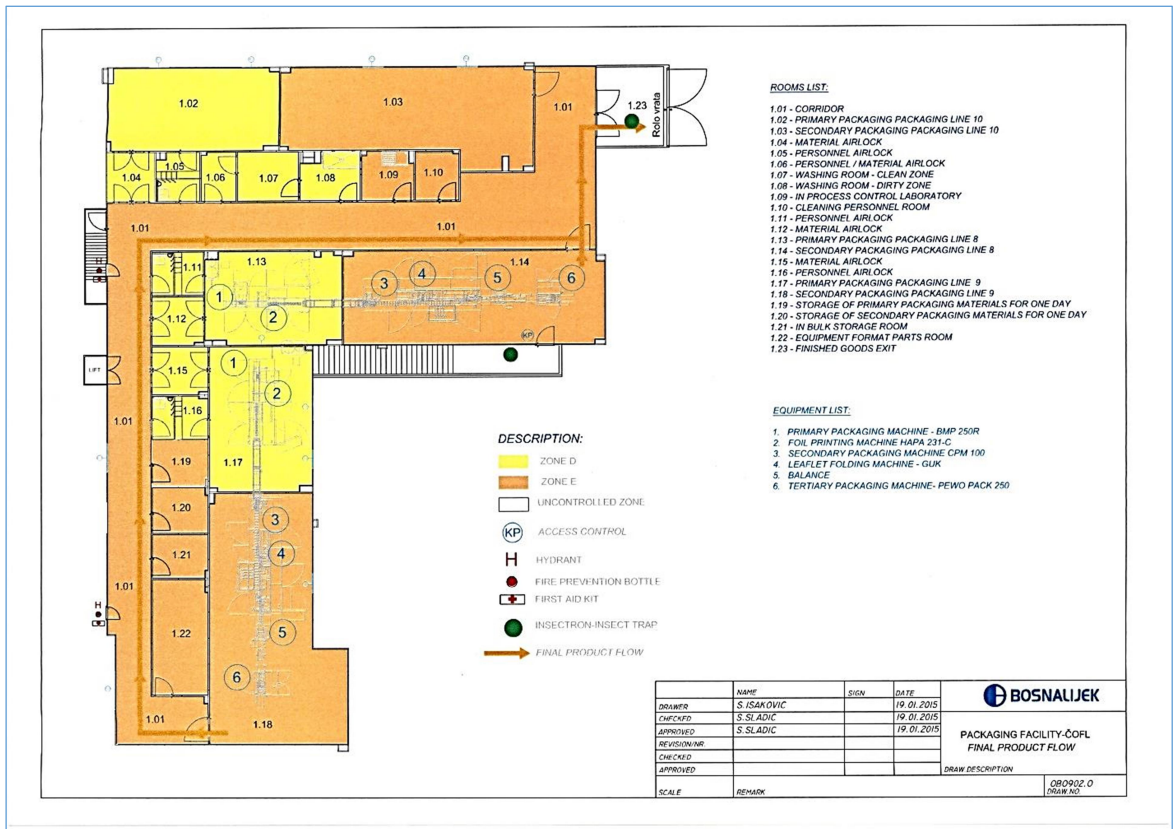 1.02
1.03
1.01
1.23
Rolo vrata
1.04
1.05
1.06
1.07
1.08
1.09
1.10
1.01
1.01
H
1.11
1.13
1.14
1
2
3
4
5
6
1.12
KP
LIFT
1.15
1
2
1.16
1.01
1.19
1.17
1.20
3
1.21
4
1.01
H
1.22
5
6
1.01
1.18
ROOMS LIST:
1.01 - CORRIDOR
1.02 - PRIMARY PACKAGING PACKAGING LINE 10
1.03 - SECONDARY PACKAGING PACKAGING LINE 10
1.04 - MATERIAL AIRLOCK
1.05 - PERSONNEL AIRLOCK
1.06 - PERSONNEL / MATERIAL AIRLOCK
1.07 - WASHING ROOM - CLEAN ZONE
1.08 - WASHING ROOM - DIRTY ZONE
1.09 - IN PROCESS CONTROL LABORATORY
1.10 - CLEANING PERSONNEL ROOM
1.11 - PERSONNEL AIRLOCK
1.12 - MATERIAL AIRLOCK
1.13 - PRIMARY PACKAGING PACKAGING LINE 8
1.14 - SECONDARY PACKAGING PACKAGING LINE 8
1.15 - MATERIAL AIRLOCK
1.16 - PERSONNEL AIRLOCK
1.17 - PRIMARY PACKAGING PACKAGING LINE 9
1.18 - SECONDARY PACKAGING PACKAGING LINE 9
1.19 - STORAGE OF PRIMARY PACKAGING MATERIALS FOR ONE DAY
1.20 - STORAGE OF SECONDARY PACKAGING MATERIALS FOR ONE DAY
1.21 - IN BULK STORAGE ROOM
1.22 - EQUIPMENT FORMAT PARTS ROOM
1.23 - FINISHED GOODS EXIT
EQUIPMENT LIST:
1. PRIMARY PACKAGING MACHINE - BMP 250R
2. FOIL PRINTING MACHINE HAPA 231-C
3. SECONDARY PACKAGING MACHINE CPM 100
4. LEAFLET FOLDING MACHINE - GUK
5. BALANCE
6. TERTIARY PACKAGING MACHINE- PEWO PACK 250
DESCRIPTION:
ZONE D
ZONE E
UNCONTROLLED ZONE
KP ACCESS CONTROL
H HYDRANT
FIRE PREVENTION BOTTLE
FIRST AID KIT
INSECTRON-INSECT TRAP
FINAL PRODUCT FLOW
NAME SIGN DATE
DRAWER S.ISAKOVIC 19.01.2015
CHECKED S.SLADIC 19.01.2015
APPROVED S.SLADIC 19.01.2015
REVISION/NR.
CHECKED
APPROVED
SCALE REMARK
BOSNALIJEK
PACKAGING FACILITY-ČOFL
FINAL PRODUCT FLOW
DRAW DESCRIPTION
OB0902.0
DRAW.NO.